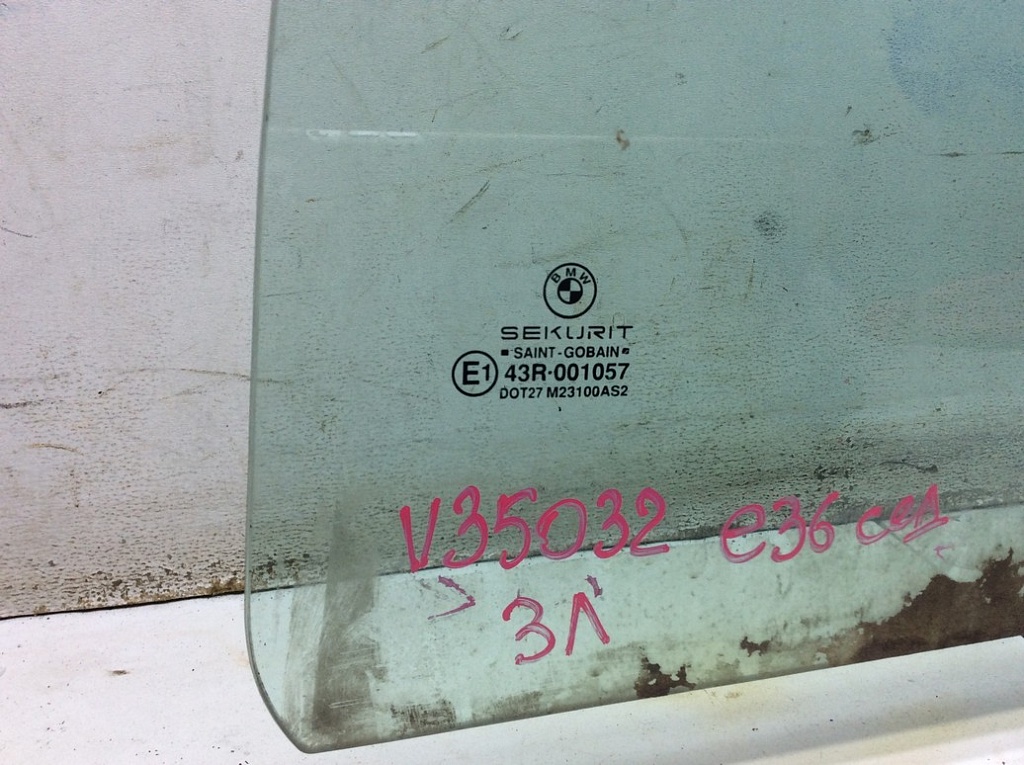 BMW
SEKURIT
SAINT-GOBAIN
E1 43R·001057
DOT27 M23100AS2
V35032 e36 сед
> 3Л